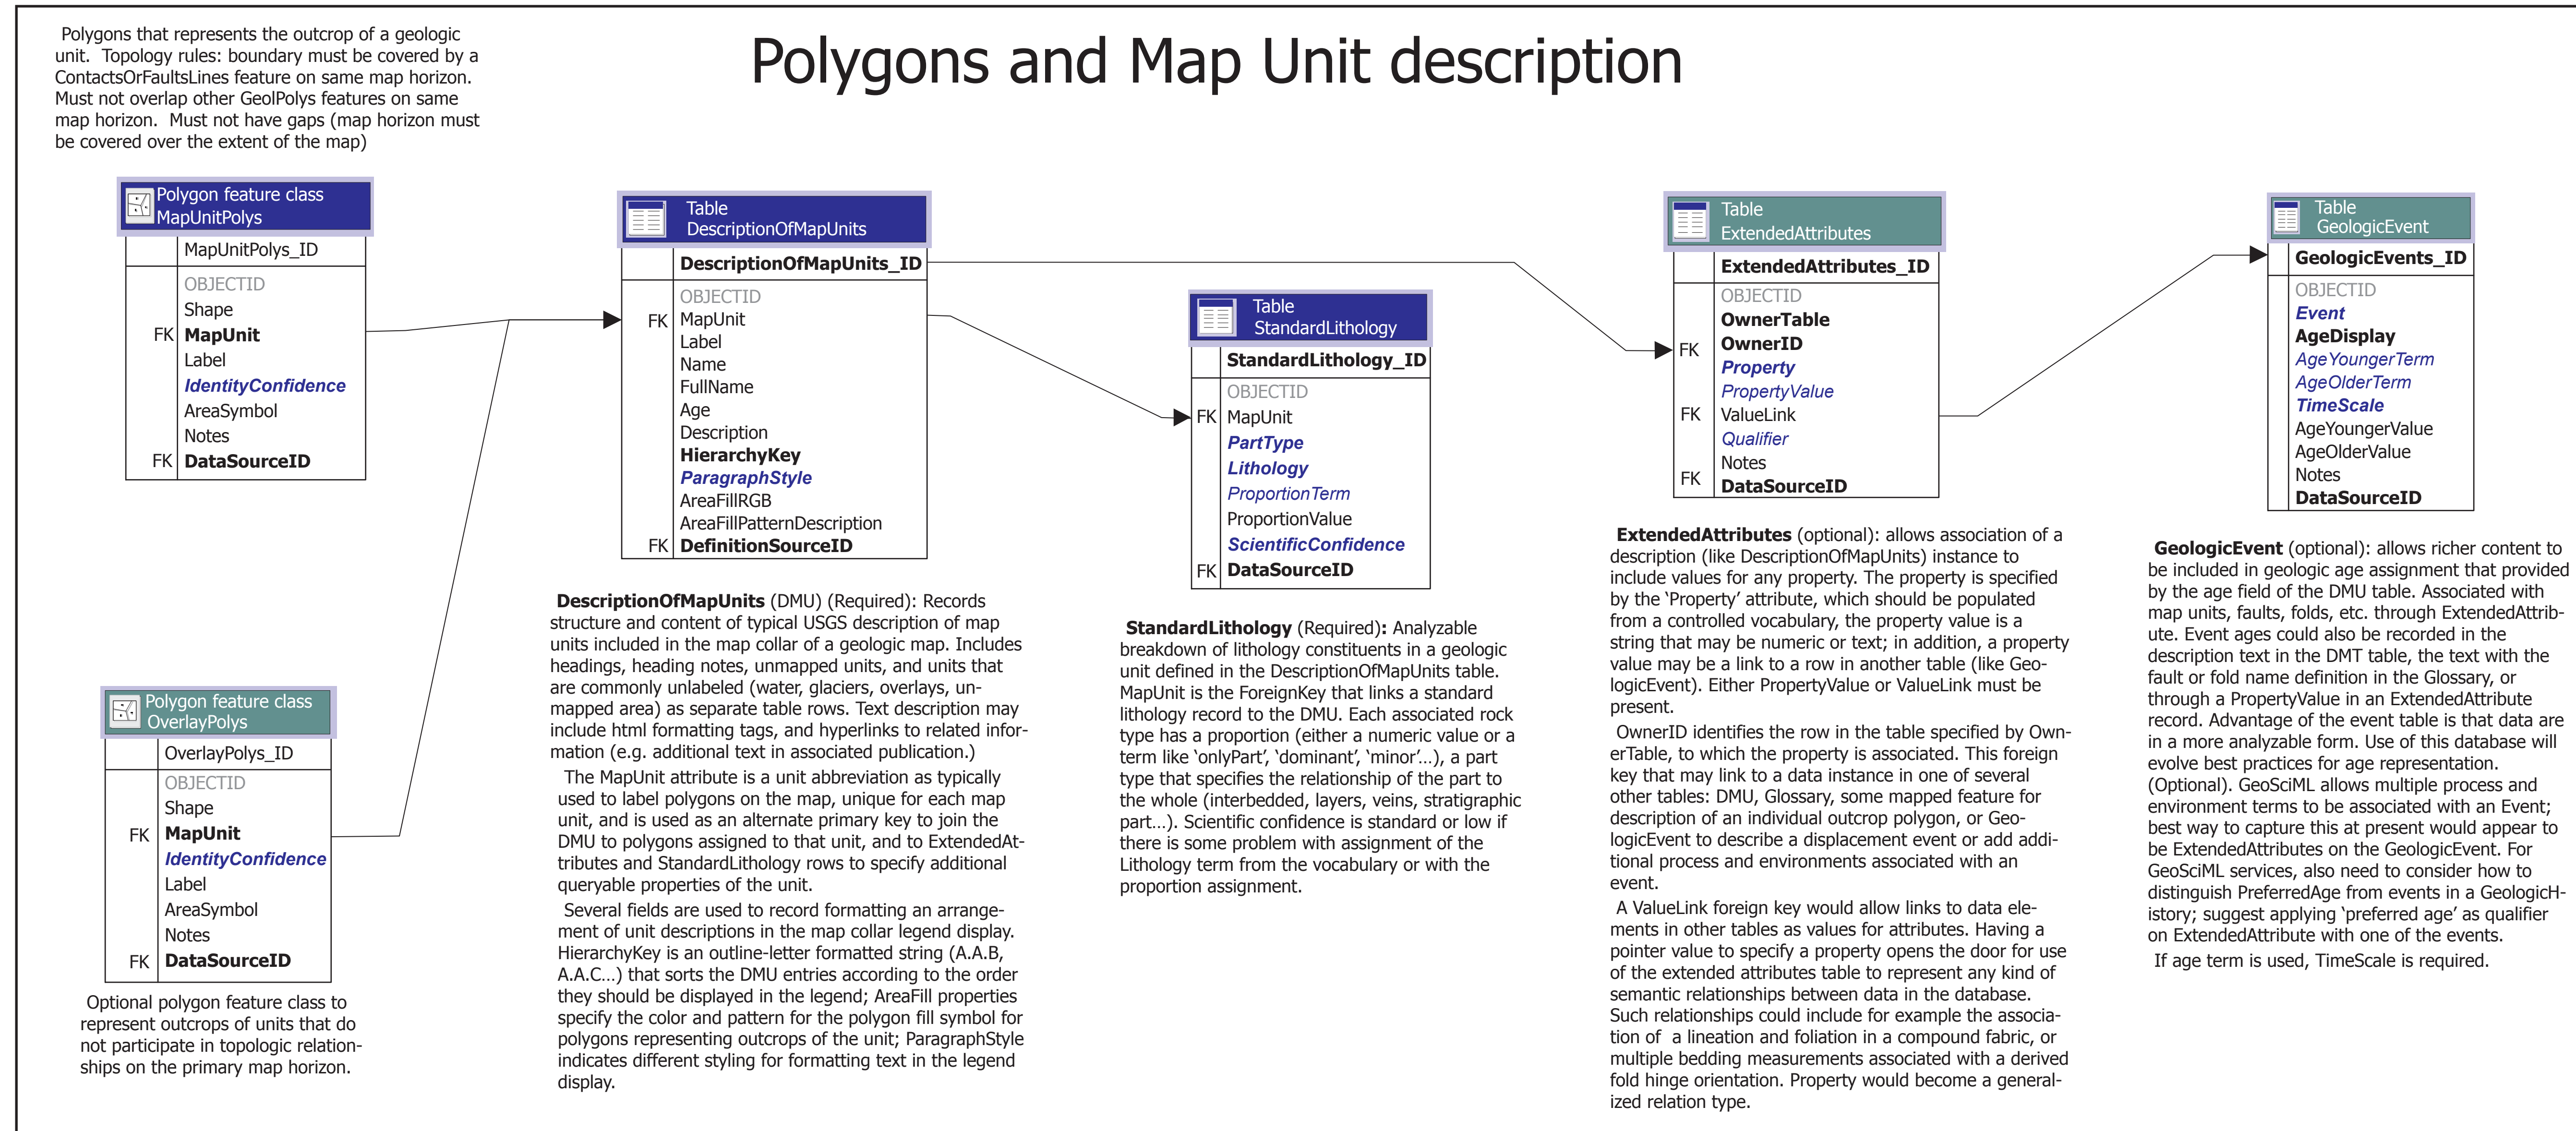 Polygons that represents the outcrop of a geologic
unit.  Topology rules: boundary must be covered by a
ContactsOrFaultsLines feature on same map horizon.
Must not overlap other GeolPolys features on same
map horizon.  Must not have gaps (map horizon must
be covered over the extent of the map)
Polygons and Map Unit description
Polygon feature class
MapUnitPolys
MapUnitPolys_ID
OBJECTID
Shape
FK MapUnit
Label
IdentityConfidence
AreaSymbol
Notes
FK DataSourceID
Polygon feature class
OverlayPolys
OverlayPolys_ID
OBJECTID
Shape
FK MapUnit
IdentityConfidence
Label
AreaSymbol
Notes
FK DataSourceID
Optional polygon feature class to
represent outcrops of units that do
not participate in topologic relation-
ships on the primary map horizon.
Table
DescriptionOfMapUnits
DescriptionOfMapUnits_ID
OBJECTID
FK MapUnit
Label
Name
FullName
Age
Description
HierarchyKey
ParagraphStyle
AreaFillRGB
AreaFillPatternDescription
FK DefinitionSourceID
DescriptionOfMapUnits (DMU) (Required): Records
structure and content of typical USGS description of map
units included in the map collar of a geologic map. Includes
headings, heading notes, unmapped units, and units that
are commonly unlabeled (water, glaciers, overlays, un-
mapped area) as separate table rows. Text description may
include html formatting tags, and hyperlinks to related infor-
mation (e.g. additional text in associated publication.)
The MapUnit attribute is a unit abbreviation as typically
used to label polygons on the map, unique for each map
unit, and is used as an alternate primary key to join the
DMU to polygons assigned to that unit, and to ExtendedAt-
tributes and StandardLithology rows to specify additional
queryable properties of the unit.
Several fields are used to record formatting an arrange-
ment of unit descriptions in the map collar legend display.
HierarchyKey is an outline-letter formatted string (A.A.B,
A.A.C…) that sorts the DMU entries according to the order
they should be displayed in the legend; AreaFill properties
specify the color and pattern for the polygon fill symbol for
polygons representing outcrops of the unit; ParagraphStyle
indicates different styling for formatting text in the legend
display.
Table
StandardLithology
StandardLithology_ID
OBJECTID
FK MapUnit
PartType
Lithology
ProportionTerm
ProportionValue
ScientificConfidence
FK DataSourceID
StandardLithology (Required): Analyzable
breakdown of lithology constituents in a geologic
unit defined in the DescriptionOfMapUnits table.
MapUnit is the ForeignKey that links a standard
lithology record to the DMU. Each associated rock
type has a proportion (either a numeric value or a
term like ‘onlyPart’, ‘dominant’, ‘minor’…), a part
type that specifies the relationship of the part to
the whole (interbedded, layers, veins, stratigraphic
part…). Scientific confidence is standard or low if
there is some problem with assignment of the
Lithology term from the vocabulary or with the
proportion assignment.
Table
ExtendedAttributes
ExtendedAttributes_ID
OBJECTID
OwnerTable
FK OwnerID
Property
PropertyValue
FK ValueLink
Qualifier
Notes
FK DataSourceID
ExtendedAttributes (optional): allows association of a
description (like DescriptionOfMapUnits) instance to
include values for any property. The property is specified
by the ‘Property’ attribute, which should be populated
from a controlled vocabulary, the property value is a
string that may be numeric or text; in addition, a property
value may be a link to a row in another table (like Geo-
logicEvent). Either PropertyValue or ValueLink must be
present.
OwnerID identifies the row in the table specified by Own-
erTable, to which the property is associated. This foreign
key that may link to a data instance in one of several
other tables: DMU, Glossary, some mapped feature for
description of an individual outcrop polygon, or Geo-
logicEvent to describe a displacement event or add addi-
tional process and environments associated with an
event.
A ValueLink foreign key would allow links to data ele-
ments in other tables as values for attributes. Having a
pointer value to specify a property opens the door for use
of the extended attributes table to represent any kind of
semantic relationships between data in the database.
Such relationships could include for example the associa-
tion of  a lineation and foliation in a compound fabric, or
multiple bedding measurements associated with a derived
fold hinge orientation. Property would become a general-
ized relation type.
Table
GeologicEvent
GeologicEvents_ID
OBJECTID
Event
AgeDisplay
AgeYoungerTerm
AgeOlderTerm
TimeScale
AgeYoungerValue
AgeOlderValue
Notes
DataSourceID
GeologicEvent (optional): allows richer content to
be included in geologic age assignment that provided
by the age field of the DMU table. Associated with
map units, faults, folds, etc. through ExtendedAttrib-
ute. Event ages could also be recorded in the
description text in the DMT table, the text with the
fault or fold name definition in the Glossary, or
through a PropertyValue in an ExtendedAttribute
record. Advantage of the event table is that data are
in a more analyzable form. Use of this database will
evolve best practices for age representation.
(Optional). GeoSciML allows multiple process and
environment terms to be associated with an Event;
best way to capture this at present would appear to
be ExtendedAttributes on the GeologicEvent. For
GeoSciML services, also need to consider how to
distinguish PreferredAge from events in a GeologicH-
istory; suggest applying ‘preferred age’ as qualifier
on ExtendedAttribute with one of the events.
If age term is used, TimeScale is required.